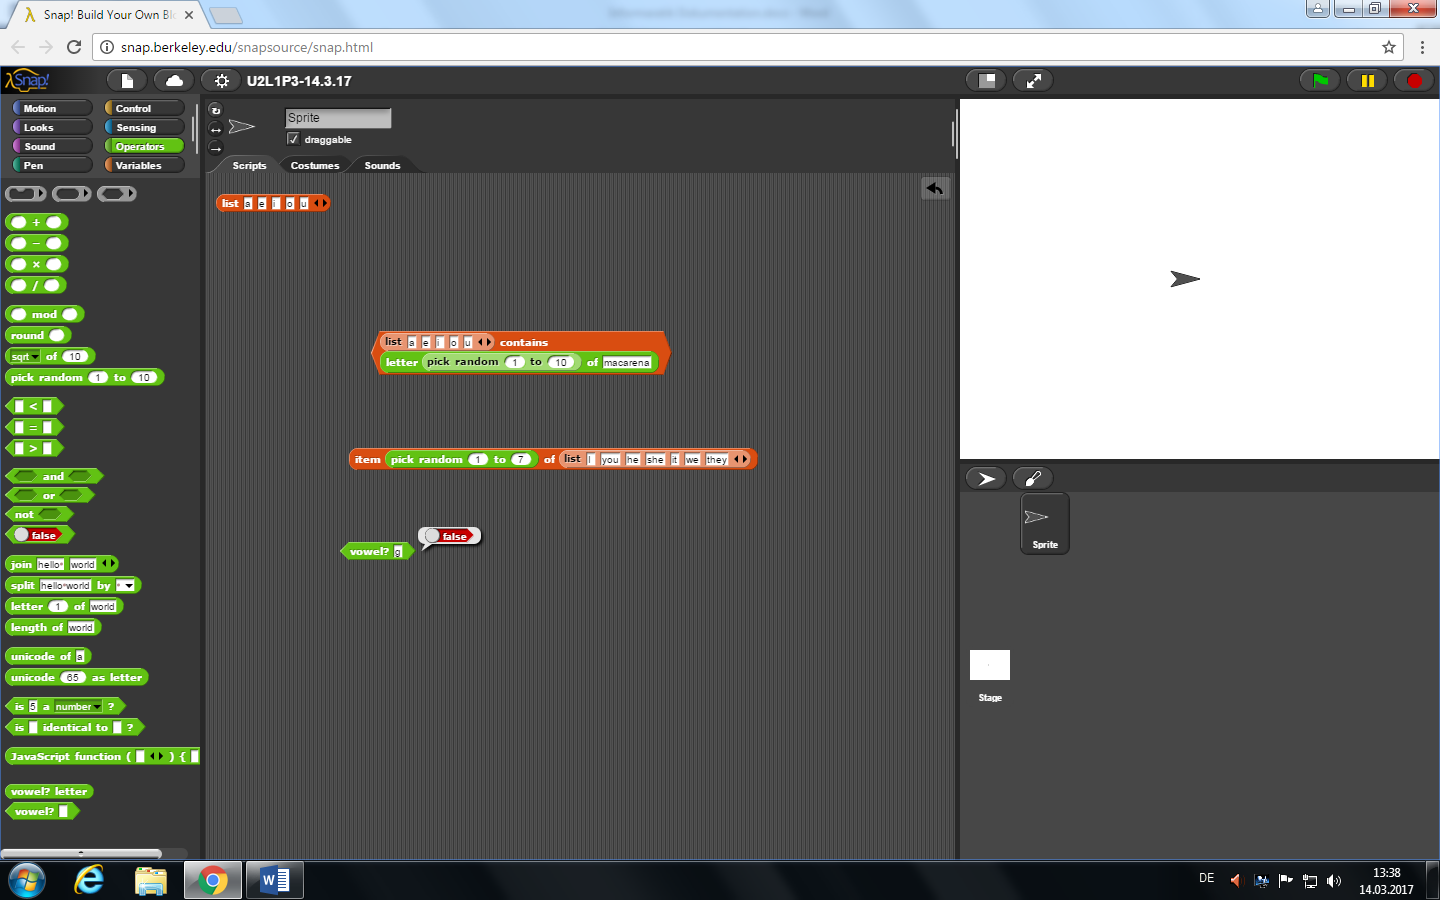 Snap! Build Your Own Bl
snap.berkeley.edu/snapsource/snap.html
Snap!
U2L1P3-14.3.17
Motion Control
Looks Sensing
Sound Operators
Pen Variables
Sprite
draggable
Scripts Costumes Sounds
+
−
×
/
mod
round
sqrt of 10
pick random 1 to 10
<
=
>
and
or
not
false
join hello world
split hello world by
letter 1 of world
length of world
unicode of a
unicode 65 as letter
is 5 a number ?
is identical to ?
JavaScript function ( ) {
vowel? letter
vowel?
list a e i o u
list a e i o u contains
letter pick random 1 to 10 of macarena
item pick random 1 to 7 of list I you he she it we they
vowel? g
false
Sprite
Stage
DE
13:38
14.03.2017